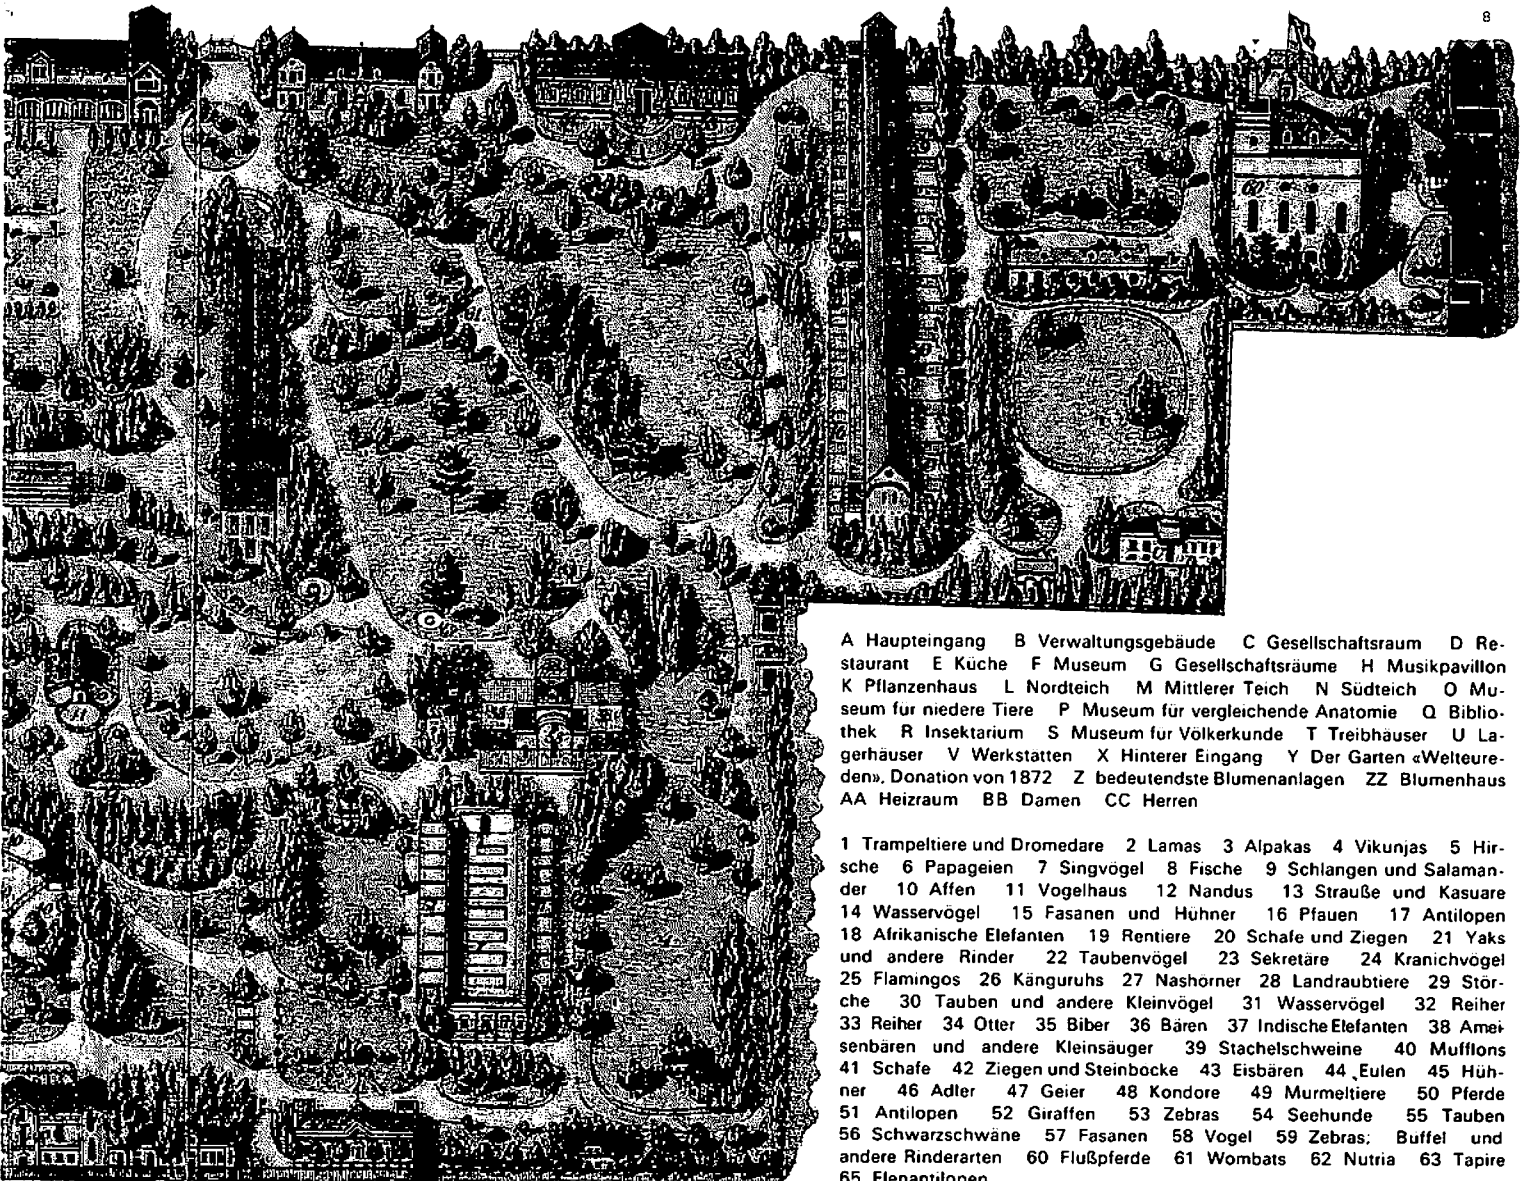 8
60
A Haupteingang B Verwaltungsgebäude C Gesellschaftsraum D Re-
staurant E Küche F Museum G Gesellschaftsräume H Musikpavillon
K Pflanzenhaus L Nordteich M Mittlerer Teich N Südteich O Mu-
seum fur niedere Tiere P Museum für vergleichende Anatomie Q Biblio-
thek R Insektarium S Museum für Völkerkunde T Treibhäuser U La-
gerhäuser V Werkstatten X Hinterer Eingang Y Der Garten «Welteure-
den», Donation von 1872 Z bedeutendste Blumenanlagen ZZ Blumenhaus
AA Heizraum BB Damen CC Herren
1 Trampeltiere und Dromedare 2 Lamas 3 Alpakas 4 Vikunjas 5 Hir-
sche 6 Papageien 7 Singvögel 8 Fische 9 Schlangen und Salaman-
der 10 Affen 11 Vogelhaus 12 Nandus 13 Strauße und Kasuare
14 Wasservögel 15 Fasanen und Hühner 16 Pfauen 17 Antilopen
18 Afrikanische Elefanten 19 Rentiere 20 Schafe und Ziegen 21 Yaks
und andere Rinder 22 Taubenvögel 23 Sekretäre 24 Kranichvögel
25 Flamingos 26 Känguruhs 27 Nashörner 28 Landraubtiere 29 Stör-
che 30 Tauben und andere Kleinvögel 31 Wasservögel 32 Reiher
33 Reiher 34 Otter 35 Biber 36 Bären 37 Indische Elefanten 38 Amei-
senbären und andere Kleinsäuger 39 Stachelschweine 40 Mufflons
41 Schafe 42 Ziegen und Steinbocke 43 Eisbären 44 Eulen 45 Hüh-
ner 46 Adler 47 Geier 48 Kondore 49 Murmeltiere 50 Pferde
51 Antilopen 52 Giraffen 53 Zebras 54 Seehunde 55 Tauben
56 Schwarzschwäne 57 Fasanen 58 Vogel 59 Zebras; Buffel und
andere Rinderarten 60 Flußpferde 61 Wombats 62 Nutria 63 Tapire
65 Elenantilopen